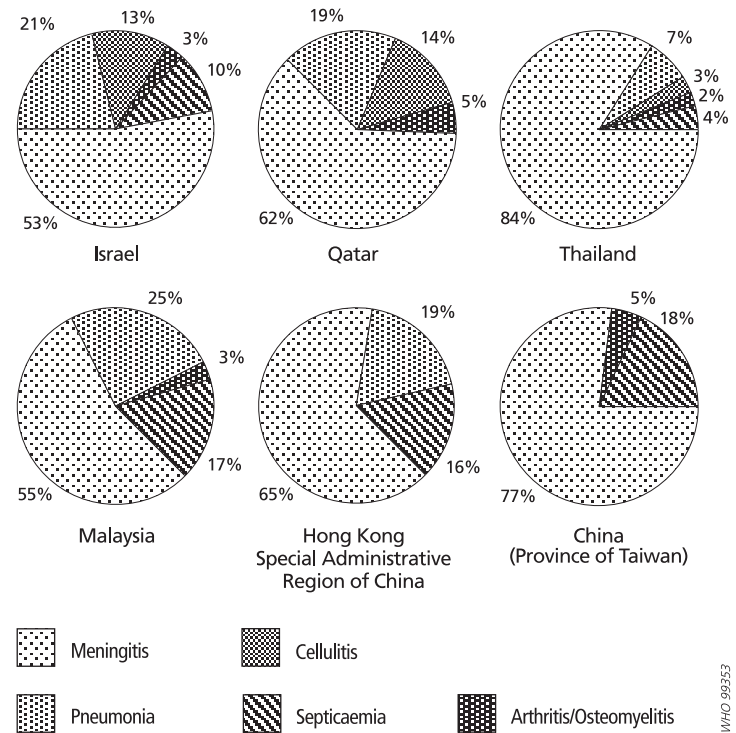 21%
13%
3%
10%
53%
Israel
19%
14%
5%
62%
Qatar
7%
3%
2%
4%
84%
Thailand
25%
3%
17%
55%
Malaysia
19%
16%
65%
Hong Kong
Special Administrative
Region of China
5%
18%
77%
China
(Province of Taiwan)
Meningitis
Cellulitis
Pneumonia
Septicaemia
Arthritis/Osteomyelitis
WHO 99353